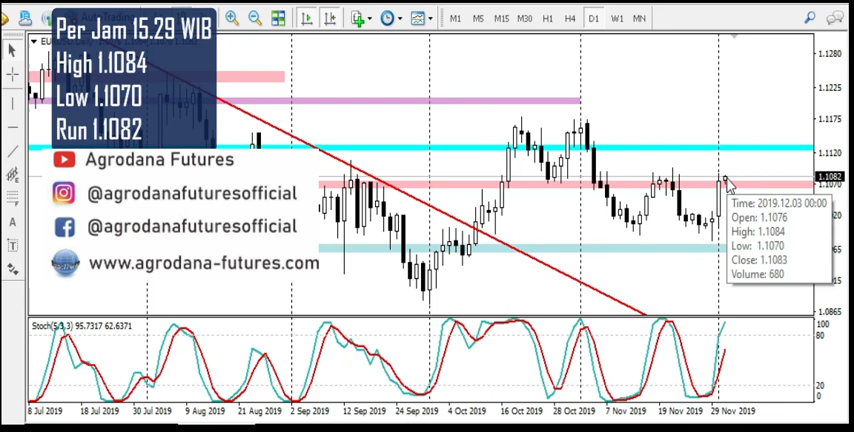 Per Jam 15.29 WIB
High 1.1084
Low 1.1070
Run 1.1082
Agrodana Futures
@agrodanafuturesofficial
@agrodanafuturesofficial
www.agrodana-futures.com
M1 M5 M15 M30 H1 H4 D1 W1 MN
1.1280
1.1225
1.1175
1.1120
1.1082
1.1070
1.0915
1.0865
Time: 2019.12.03 00:00
Open: 1.1076
High: 1.1084
Low: 1.1070
Close: 1.1083
Volume: 680
Stoch(5,3,3) 95.7317 62.6371
100
80
20
0
8 Jul 2019 18 Jul 2019 30 Jul 2019 9 Aug 2019 21 Aug 2019 2 Sep 2019 12 Sep 2019 24 Sep 2019 4 Oct 2019 16 Oct 2019 28 Oct 2019 7 Nov 2019 19 Nov 2019 29 Nov 2019